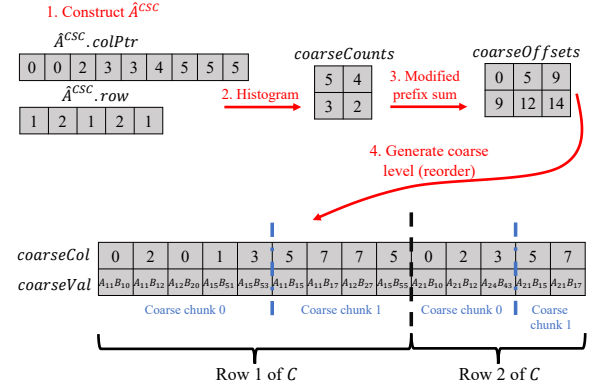 1. Construct Â^CSC
Â^CSC.colPtr
0 0 2 3 3 4 5 5 5
Â^CSC.row
1 2 1 2 1
2. Histogram
coarseCounts
5 4
3 2
3. Modified
prefix sum
coarseOffsets
0 5 9
9 12 14
4. Generate coarse
level (reorder)
coarseCol 0 2 0 1 3 5 7 7 5 0 2 3 5 7
coarseVal A₁₁B₁₀ A₁₁B₁₂ A₁₂B₂₀ A₁₅B₅₁ A₁₅B₅₃ A₁₁B₁₅ A₁₁B₁₇ A₁₂B₂₇ A₁₅B₅₅ A₂₁B₁₀ A₂₁B₁₂ A₂₄B₄₃ A₂₁B₁₅ A₂₁B₁₇
Coarse chunk 0 Coarse chunk 1 Coarse chunk 0 Coarse
chunk 1
Row 1 of C Row 2 of C